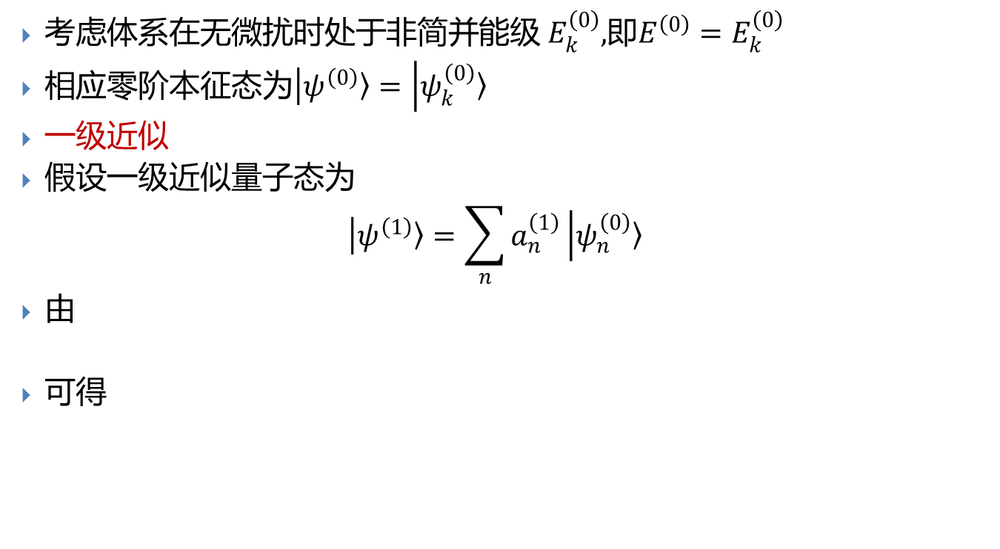 考虑体系在无微扰时处于非简并能级 $E_k^{(0)}$,即$E^{(0)} = E_k^{(0)}$
相应零阶本征态为$\left|\psi^{(0)}\right\rangle = \left|\psi_k^{(0)}\right\rangle$
一级近似
假设一级近似量子态为
$\left|\psi^{(1)}\right\rangle = \sum_n a_n^{(1)} \left|\psi_n^{(0)}\right\rangle$
由
可得